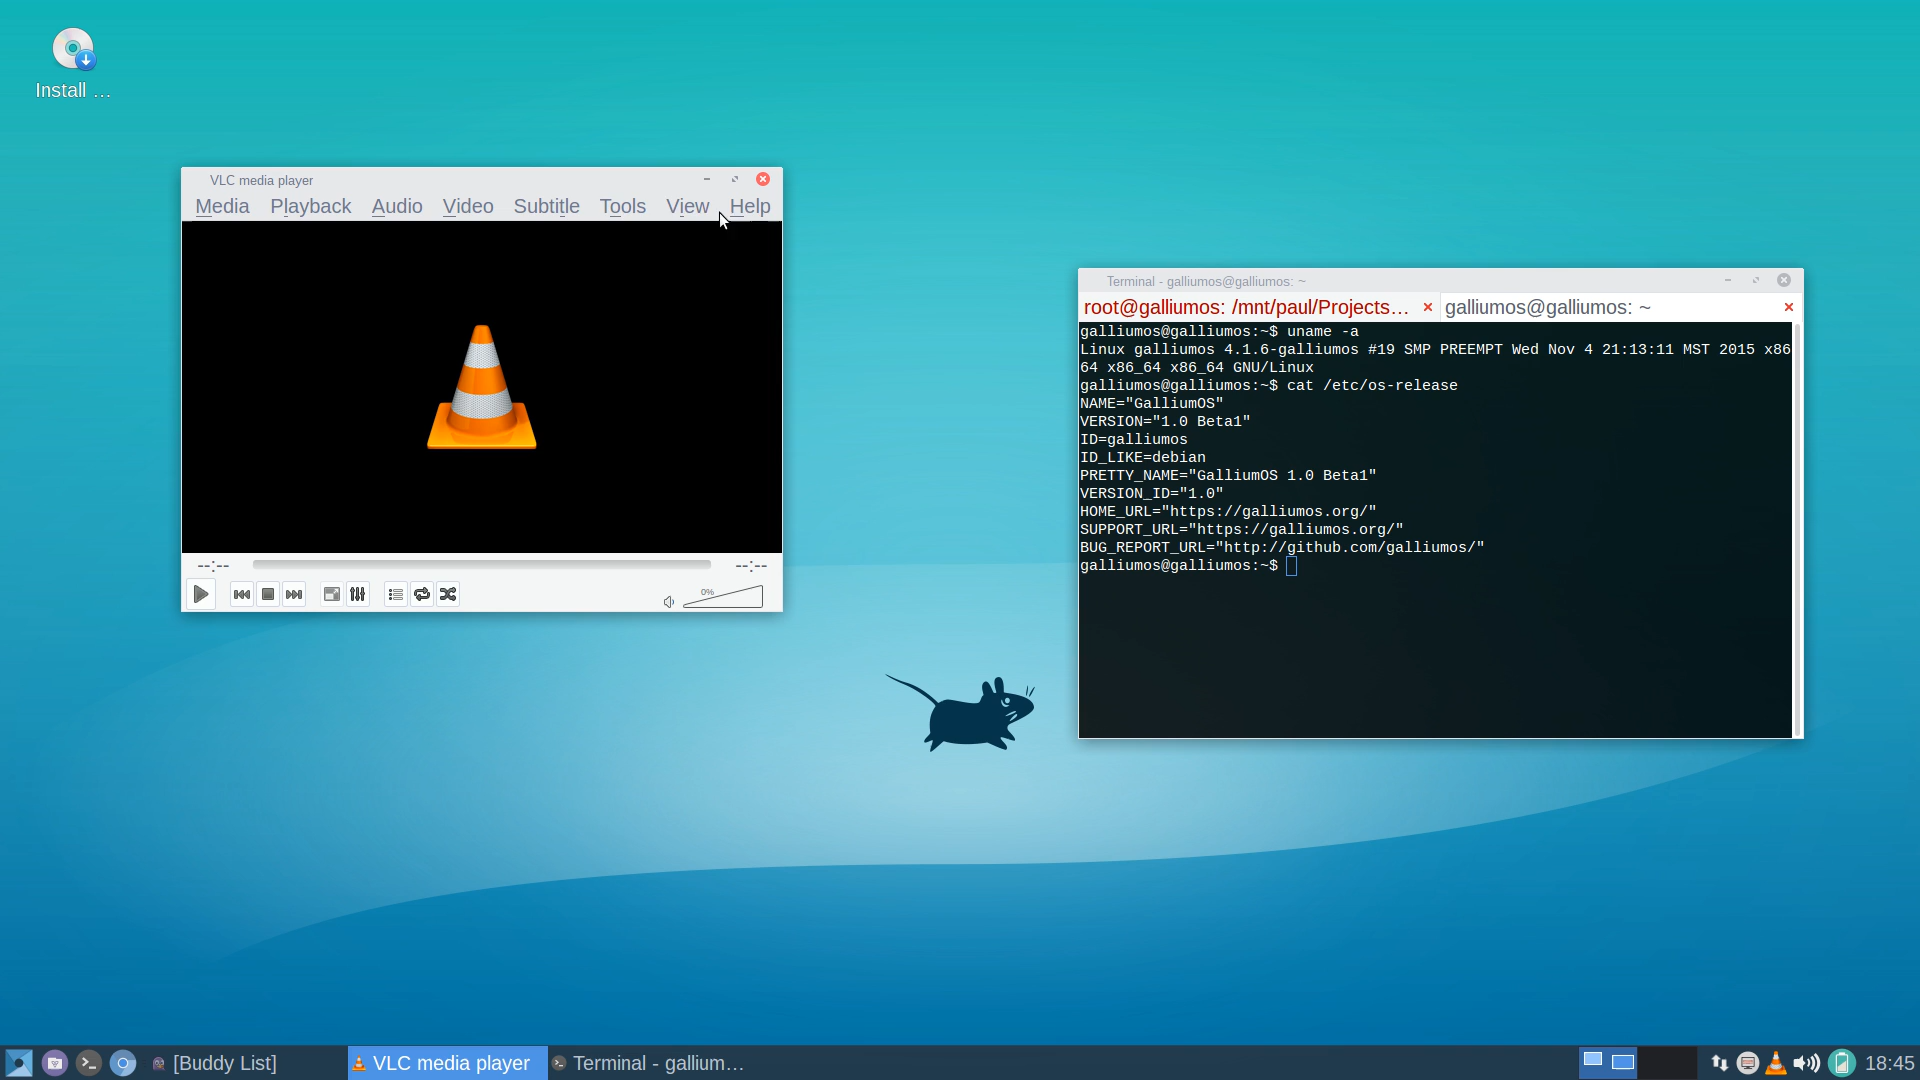 Install ...
VLC media player
Media Playback Audio Video Subtitle Tools View Help
--:-- --:--
0%
Terminal - galliumos@galliumos: ~
root@galliumos: /mnt/paul/Projects... galliumos@galliumos: ~
galliumos@galliumos:~$ uname -a
Linux galliumos 4.1.6-galliumos #19 SMP PREEMPT Wed Nov 4 21:13:11 MST 2015 x86
64 x86_64 x86_64 GNU/Linux
galliumos@galliumos:~$ cat /etc/os-release
NAME="GalliumOS"
VERSION="1.0 Beta1"
ID=galliumos
ID_LIKE=debian
PRETTY_NAME="GalliumOS 1.0 Beta1"
VERSION_ID="1.0"
HOME_URL="https://galliumos.org/"
SUPPORT_URL="https://galliumos.org/"
BUG_REPORT_URL="http://github.com/galliumos/"
galliumos@galliumos:~$
[Buddy List] VLC media player Terminal - gallium... 18:45